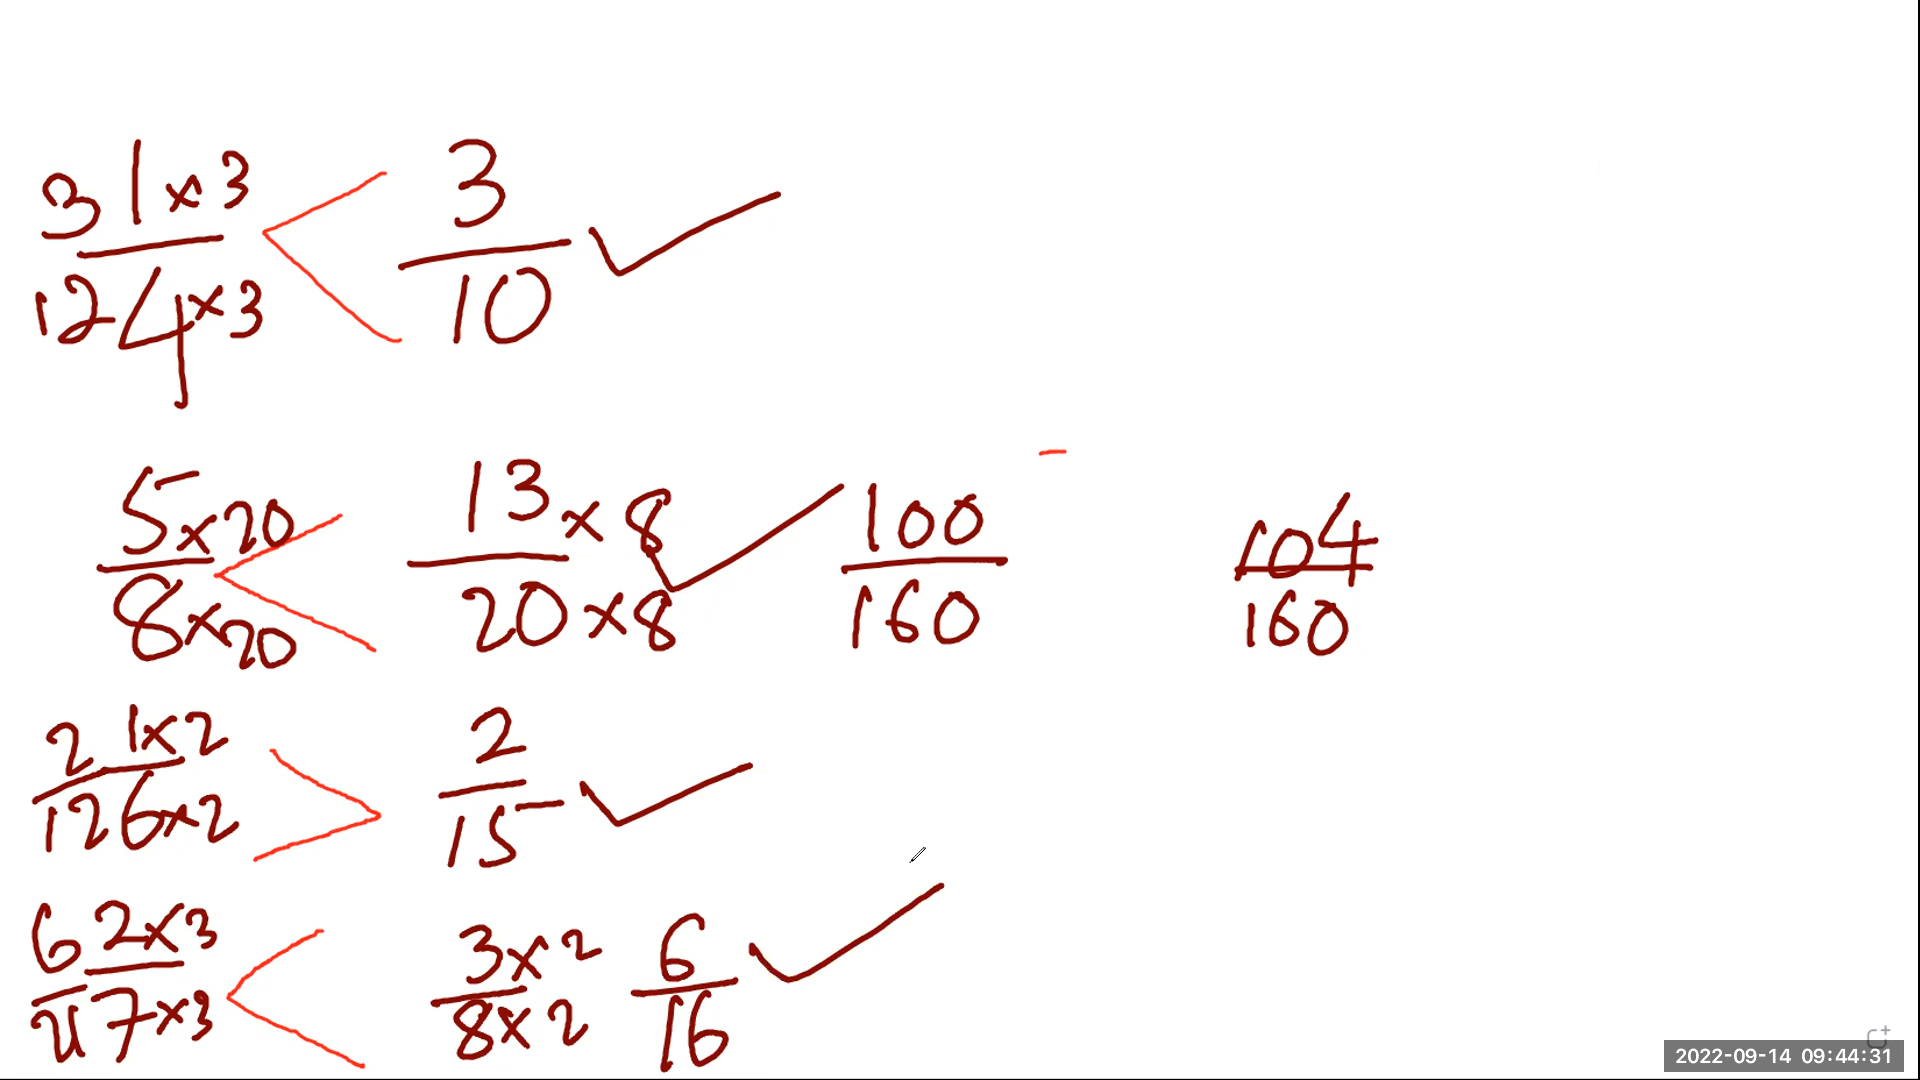 3 1×3 < 3
12 4×3 10
5×20 < 13×8 100 104
8×20 20×8 160 160
2 1×2 > 2
12 6×2 15
6 2×3 < 3×2 6
21 7×3 8×2 16
2022-09-14 09:44:31